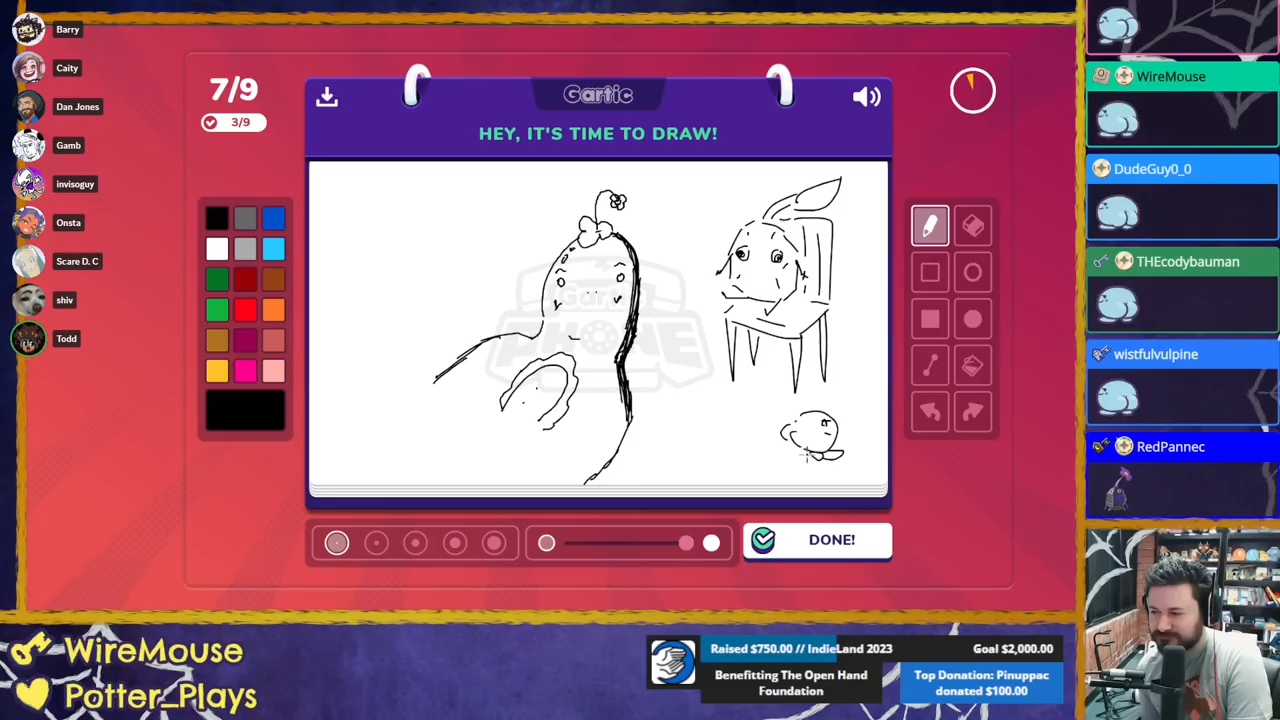 Barry
Caity
Dan Jones
Gamb
invisoguy
Onsta
Scare D. C
shiv
Todd
7/9
3/9
Gartic
HEY, IT'S TIME TO DRAW!
Gartic
PHONE
DONE!
WireMouse
DudeGuy0_0
THEcodybauman
wistfulvulpine
RedPannec
WireMouse
Potter_Plays
Raised $750.00 // IndieLand 2023
Goal $2,000.00
Benefitting The Open Hand
Foundation
Top Donation: Pinuppac
donated $100.00